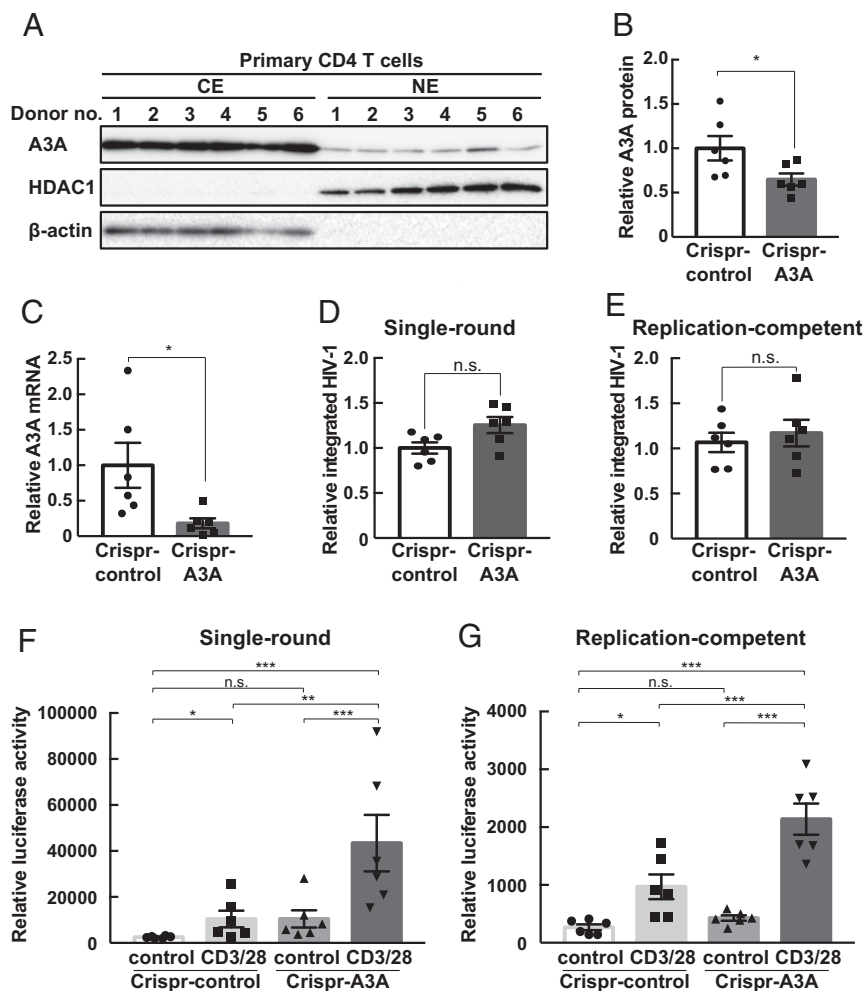 A
Primary CD4 T cells
CE NE
Donor no. 1 2 3 4 5 6 1 2 3 4 5 6
A3A
HDAC1
β-actin
B
Relative A3A protein
2.0
1.5
1.0
0.5
0
*
Crispr-control
Crispr-A3A
C
Relative A3A mRNA
2.5
2.0
1.5
1.0
0.5
0
*
Crispr-control
Crispr-A3A
D
Single-round
Relative integrated HIV-1
2.0
1.5
1.0
0.5
0
n.s.
Crispr-control
Crispr-A3A
E
Replication-competent
Relative integrated HIV-1
2.0
1.5
1.0
0.5
0
n.s.
Crispr-control
Crispr-A3A
F
Single-round
Relative luciferase activity
100000
80000
60000
40000
20000
0
***
n.s.
**
* ***
control CD3/28 control CD3/28
Crispr-control Crispr-A3A
G
Replication-competent
Relative luciferase activity
4000
3000
2000
1000
0
***
n.s.
***
* ***
control CD3/28 control CD3/28
Crispr-control Crispr-A3A